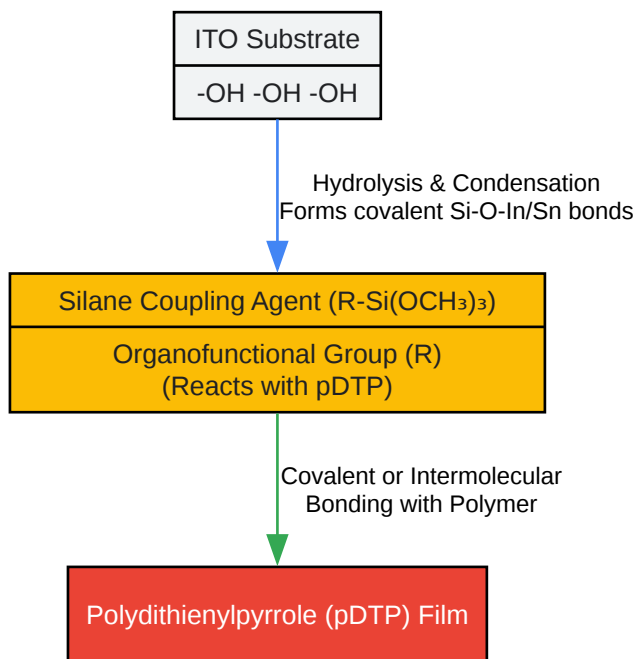 ITO Substrate
-OH -OH -OH
Hydrolysis & Condensation
Forms covalent Si-O-In/Sn bonds
Silane Coupling Agent (R-Si(OCH₃)₃)
Organofunctional Group (R)
(Reacts with pDTP)
Covalent or Intermolecular
Bonding with Polymer
Polydithienylpyrrole (pDTP) Film